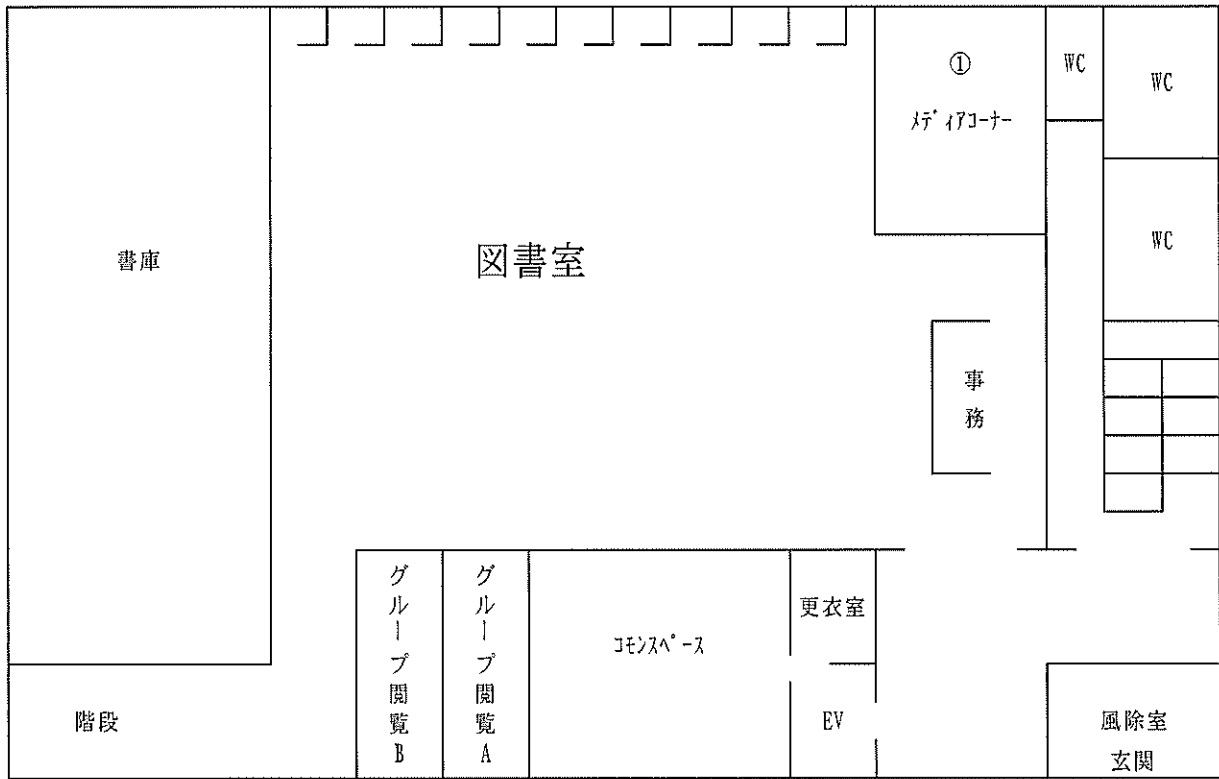 ①
メディアコーナー
WC
WC
書庫
図書室
WC
事務
グループ閲覧B
グループ閲覧A
コモンスペース
更衣室
階段
EV
風除室
玄関